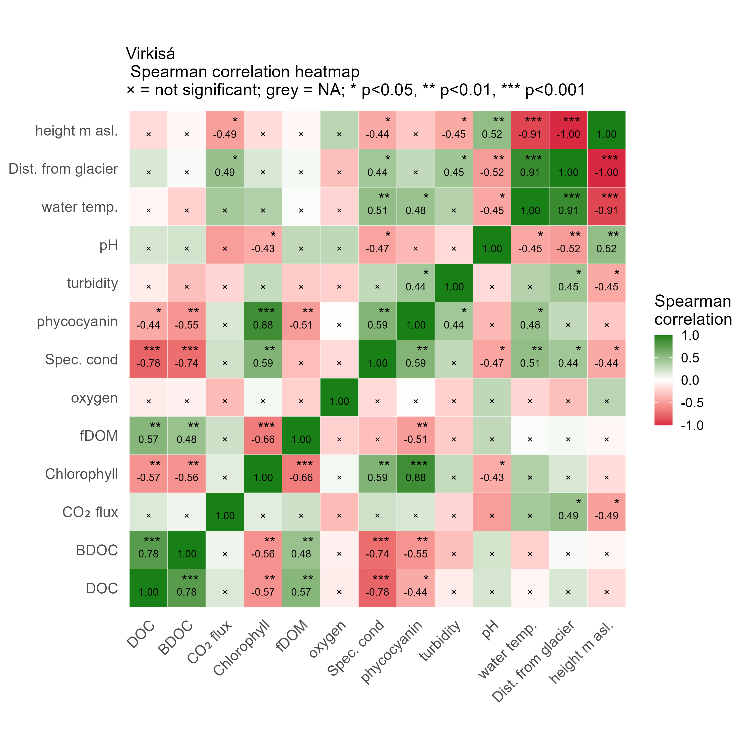 Virkisá
Spearman correlation heatmap
× = not significant; grey = NA; * p<0.05, ** p<0.01, *** p<0.001
* * * ** *** ***
height m asl. × × -0.49 × × × -0.44 × -0.45 0.52 -0.91 -1.00 1.00
* * * ** *** ***
Dist. from glacier × × 0.49 × × × 0.44 × 0.45 -0.52 0.91 1.00 -1.00
** * * *** ***
water temp. × × × × × × 0.51 0.48 × -0.45 1.00 0.91 -0.91
* * * ** **
pH × × × -0.43 × × -0.47 × × 1.00 -0.45 -0.52 0.52
* * *
turbidity × × × × × × × 0.44 1.00 × × 0.45 -0.45
* ** *** ** ** * *
phycocyanin -0.44 -0.55 × 0.88 -0.51 × 0.59 1.00 0.44 × 0.48 × ×
*** *** ** ** * ** * *
Spec. cond -0.78 -0.74 × 0.59 × × 1.00 0.59 × -0.47 0.51 0.44 -0.44
oxygen × × × × × 1.00 × × × × × × ×
** ** *** **
fDOM 0.57 0.48 × -0.66 1.00 × × -0.51 × × × × ×
** ** *** ** *** *
Chlorophyll -0.57 -0.56 × 1.00 -0.66 × 0.59 0.88 × -0.43 × × ×
* *
CO₂ flux × × 1.00 × × × × × × × × 0.49 -0.49
*** ** ** *** **
BDOC 0.78 1.00 × -0.56 0.48 × -0.74 -0.55 × × × × ×
*** ** ** *** *
DOC 1.00 0.78 × -0.57 0.57 × -0.78 -0.44 × × × × ×
DOC
BDOC
CO₂ flux
Chlorophyll
fDOM
oxygen
Spec. cond
phycocyanin
turbidity
pH
water temp.
Dist. from glacier
height m asl.
Spearman
correlation
1.0
0.5
0.0
-0.5
-1.0